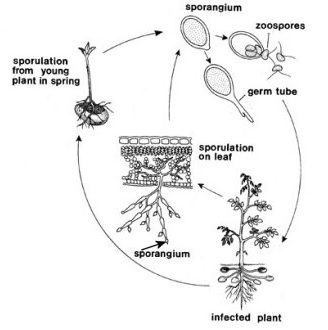 sporangium
zoospores
sporulation
from young
plant in spring
germ tube
sporulation
on leaf
sporangium
infected plant